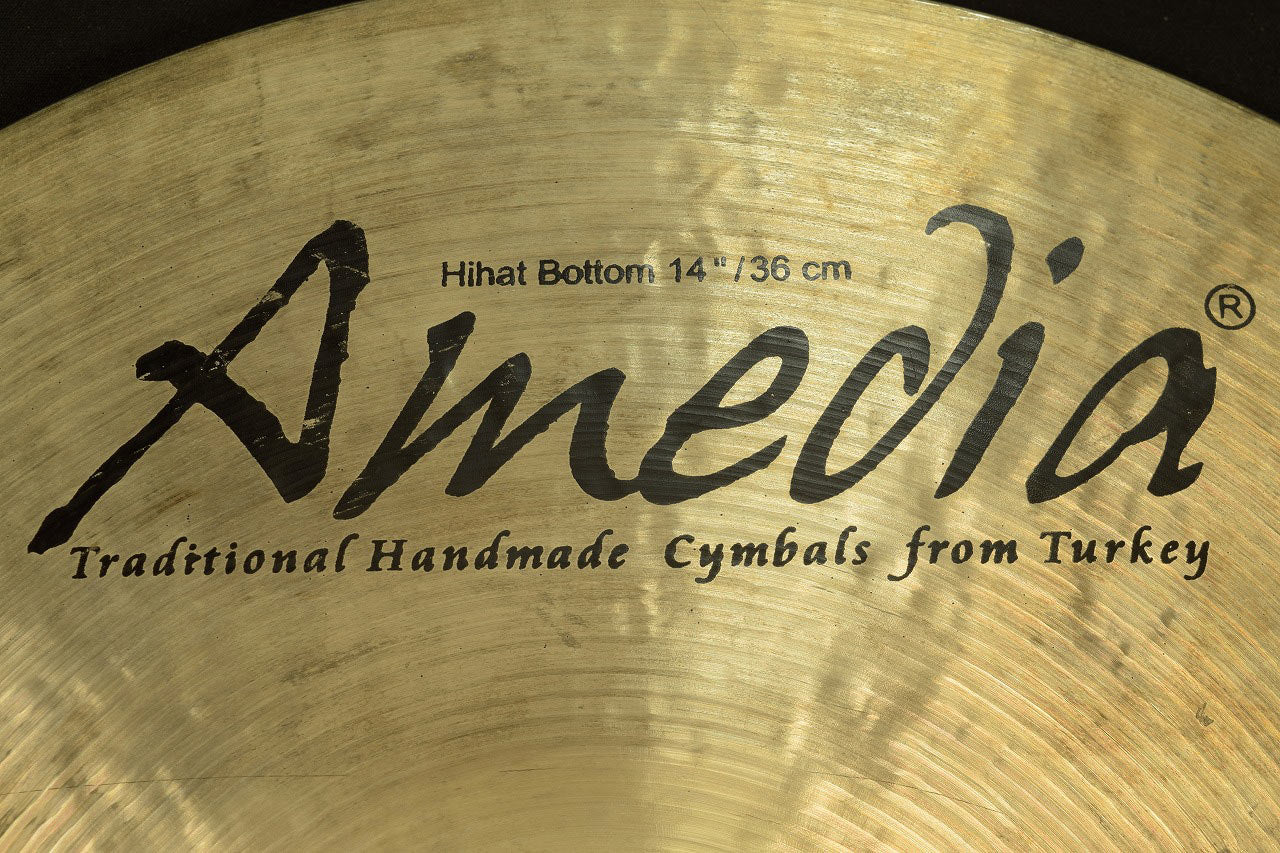 Hihat Bottom 14"/36 cm
Amedia®
Traditional Handmade Cymbals from Turkey